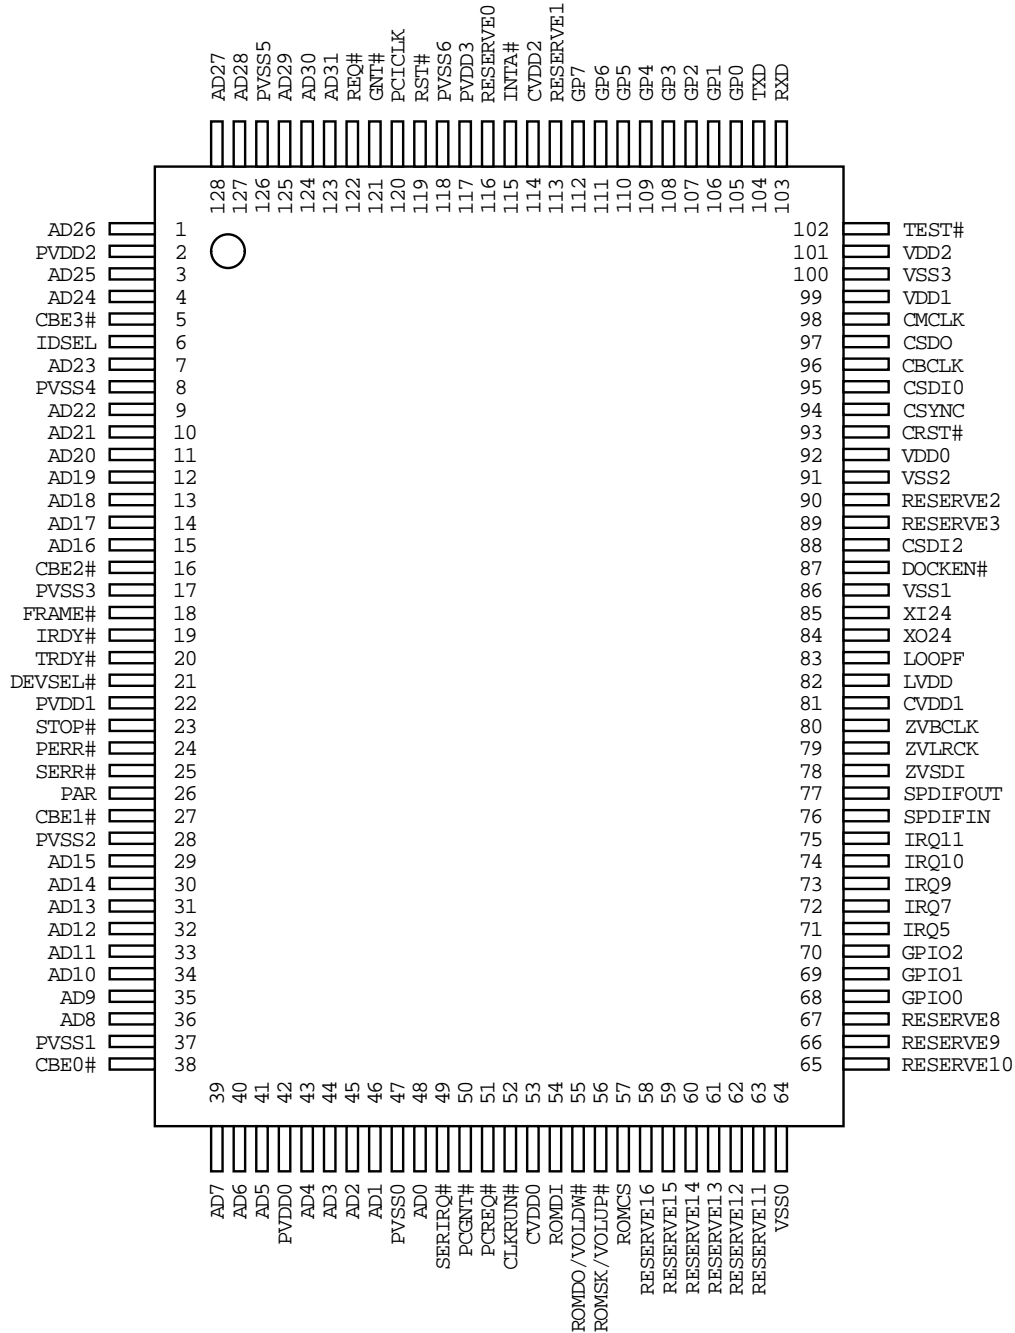 AD27
AD28
PVSS5
AD29
AD30
AD31
REQ#
GNT#
PCICLK
RST#
PVSS6
PVDD3
RESERVE0
INTA#
CVDD2
RESERVE1
GP7
GP6
GP5
GP4
GP3
GP2
GP1
GP0
TXD
RXD
128
127
126
125
124
123
122
121
120
119
118
117
116
115
114
113
112
111
110
109
108
107
106
105
104
103
AD26 1 102 TEST#
PVDD2 2 101 VDD2
AD25 3 100 VSS3
AD24 4 99 VDD1
CBE3# 5 98 CMCLK
IDSEL 6 97 CSDO
AD23 7 96 CBCLK
PVSS4 8 95 CSDI0
AD22 9 94 CSYNC
AD21 10 93 CRST#
AD20 11 92 VDD0
AD19 12 91 VSS2
AD18 13 90 RESERVE2
AD17 14 89 RESERVE3
AD16 15 88 CSDI2
CBE2# 16 87 DOCKEN#
PVSS3 17 86 VSS1
FRAME# 18 85 XI24
IRDY# 19 84 XO24
TRDY# 20 83 LOOPF
DEVSEL# 21 82 LVDD
PVDD1 22 81 CVDD1
STOP# 23 80 ZVBCLK
PERR# 24 79 ZVLRCK
SERR# 25 78 ZVSDI
PAR 26 77 SPDIFOUT
CBE1# 27 76 SPDIFIN
PVSS2 28 75 IRQ11
AD15 29 74 IRQ10
AD14 30 73 IRQ9
AD13 31 72 IRQ7
AD12 32 71 IRQ5
AD11 33 70 GPIO2
AD10 34 69 GPIO1
AD9 35 68 GPIO0
AD8 36 67 RESERVE8
PVSS1 37 66 RESERVE9
CBE0# 38 65 RESERVE10
39
40
41
42
43
44
45
46
47
48
49
50
51
52
53
54
55
56
57
58
59
60
61
62
63
64
AD7
AD6
AD5
PVDD0
AD4
AD3
AD2
AD1
PVSS0
AD0
SERIRQ#
PCGNT#
PCREQ#
CLKRUN#
CVDD0
ROMDI
ROMDO/VOLDW#
ROMSK/VOLUP#
ROMCS
RESERVE16
RESERVE15
RESERVE14
RESERVE13
RESERVE12
RESERVE11
VSS0